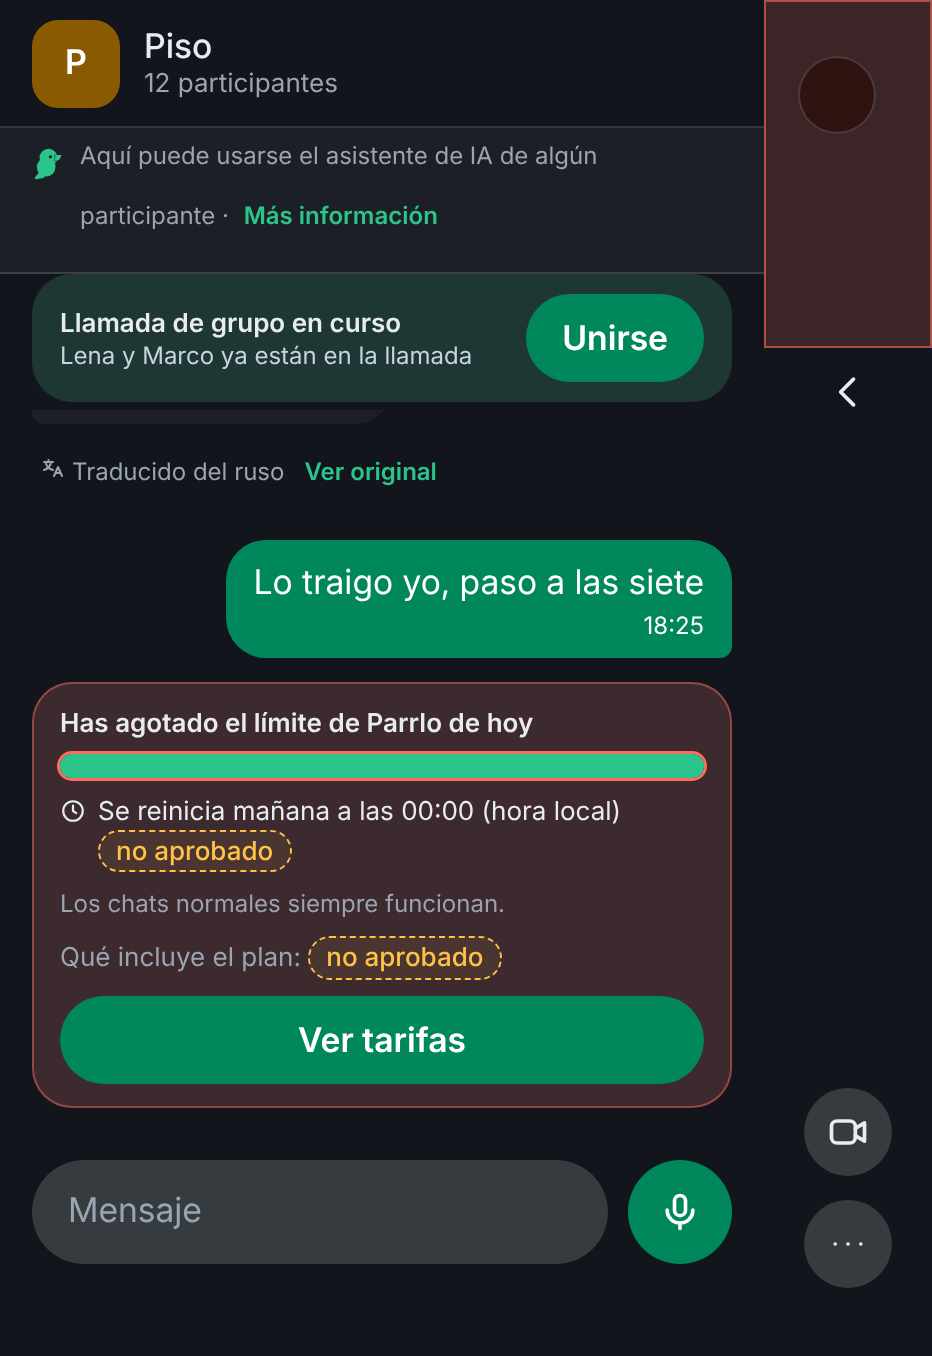 P
Piso
12 participantes
Aquí puede usarse el asistente de IA de algún
participante · Más información
Llamada de grupo en curso
Lena y Marco ya están en la llamada
Unirse
Traducido del ruso Ver original
Lo traigo yo, paso a las siete
18:25
Has agotado el límite de Parrlo de hoy
Se reinicia mañana a las 00:00 (hora local)
no aprobado
Los chats normales siempre funcionan.
Qué incluye el plan: no aprobado
Ver tarifas
Mensaje